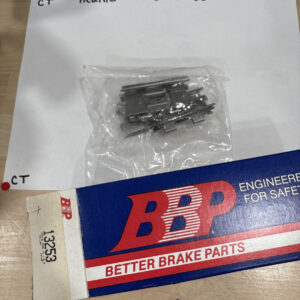 CT
CT
BBP
13253
BBP
ENGINEERE
FOR SAFET
BETTER BRAKE PARTS